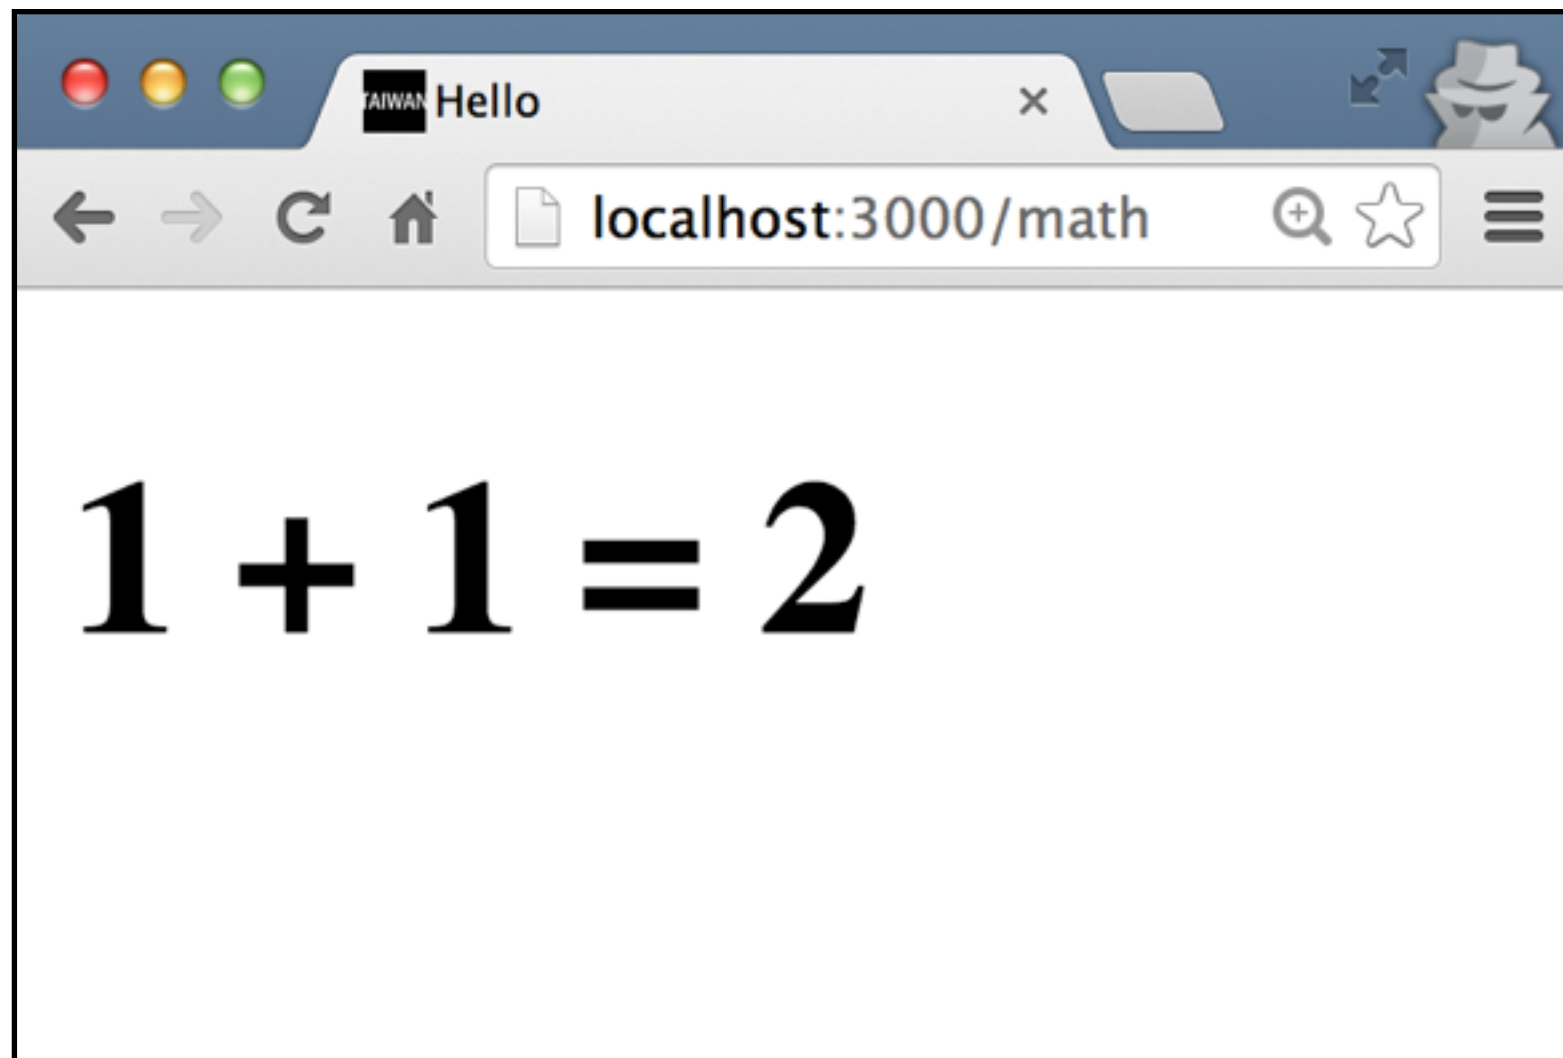 TAIWAN Hello
localhost:3000/math
1 + 1 = 2